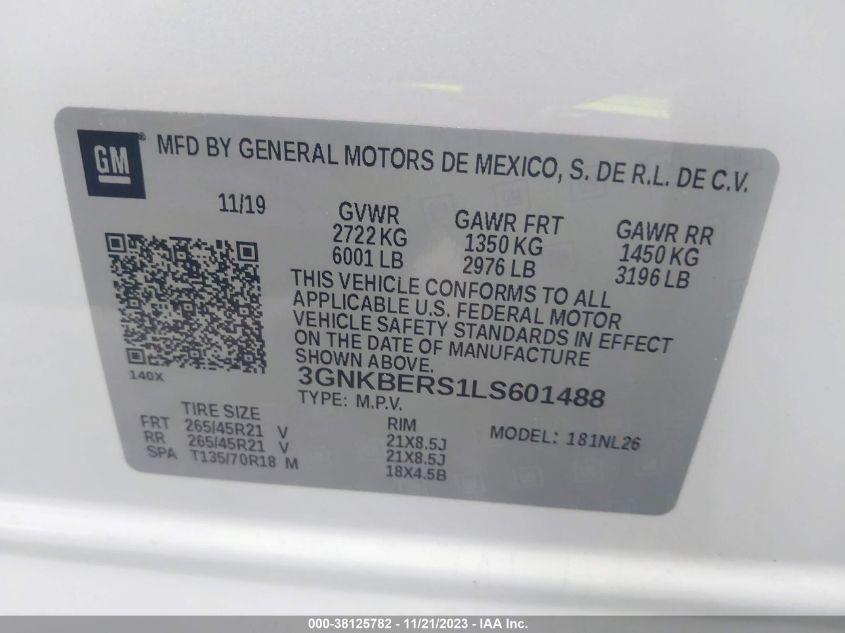 GM ® MFD BY GENERAL MOTORS DE MEXICO, S. DE R.L. DE C.V.
11/19 GVWR GAWR FRT GAWR RR
2722 KG 1350 KG 1450 KG
6001 LB 2976 LB 3196 LB
THIS VEHICLE CONFORMS TO ALL
APPLICABLE U.S. FEDERAL MOTOR
VEHICLE SAFETY STANDARDS IN EFFECT
ON THE DATE OF MANUFACTURE
SHOWN ABOVE.
140X
3GNKBERS1LS601488
TYPE: M.P.V.
MODEL: 181NL26
TIRE SIZE RIM
FRT 265/45R21 V 21X8.5J
RR 265/45R21 V 21X8.5J
SPA T135/70R18 M 18X4.5B
000-38125782 - 11/21/2023 - IAA Inc.